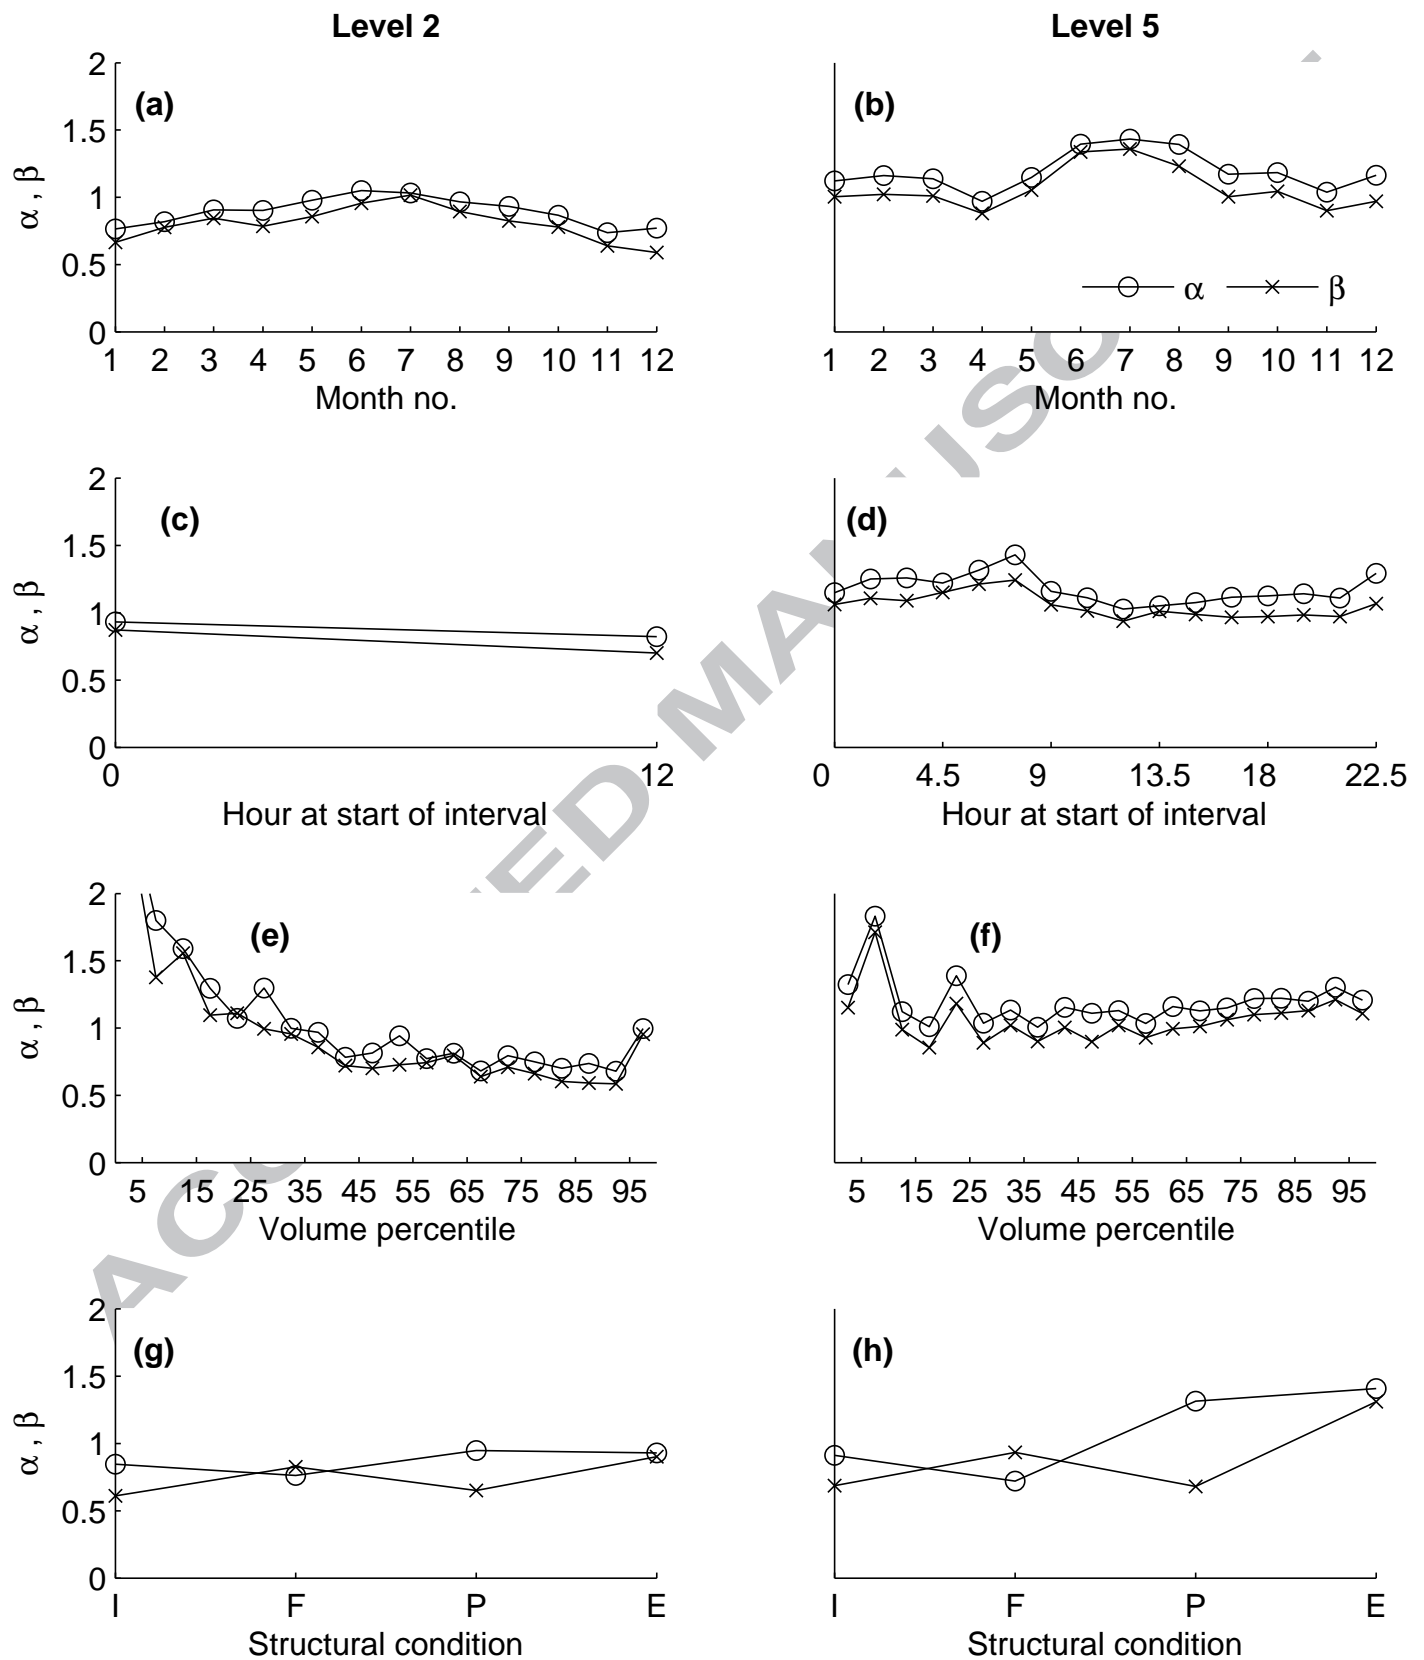 Level 2
Level 5
2
1.5
1
0.5
0
α , β
(a)
1 2 3 4 5 6 7 8 9 10 11 12
Month no.
(b)
α β
1 2 3 4 5 6 7 8 9 10 11 12
Month no.
2
1.5
1
0.5
0
α , β
(c)
0 12
Hour at start of interval
(d)
0 4.5 9 13.5 18 22.5
Hour at start of interval
2
1.5
1
0.5
0
α , β
(e)
5 15 25 35 45 55 65 75 85 95
Volume percentile
(f)
5 15 25 35 45 55 65 75 85 95
Volume percentile
2
1.5
1
0.5
0
α , β
(g)
I F P E
Structural condition
(h)
I F P E
Structural condition